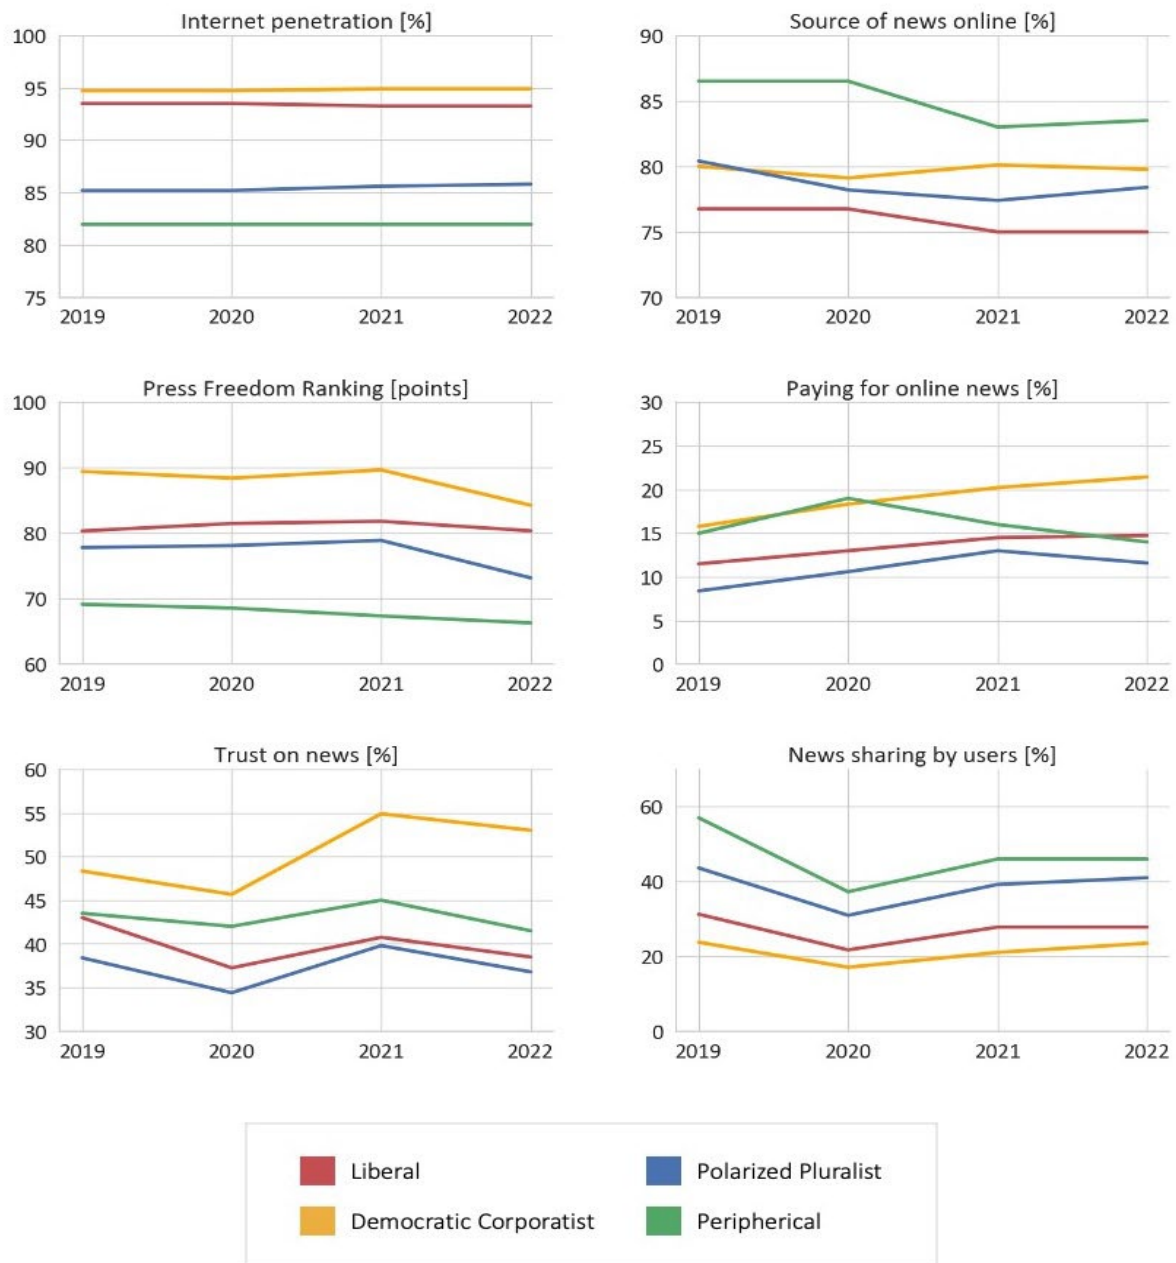 Internet penetration [%]
100
95
90
85
80
75
2019 2020 2021 2022
Source of news online [%]
90
85
80
75
70
2019 2020 2021 2022
Press Freedom Ranking [points]
100
90
80
70
60
2019 2020 2021 2022
Paying for online news [%]
30
25
20
15
10
5
0
2019 2020 2021 2022
Trust on news [%]
60
55
50
45
40
35
30
2019 2020 2021 2022
News sharing by users [%]
60
40
20
0
2019 2020 2021 2022
Liberal
Polarized Pluralist
Democratic Corporatist
Peripherical